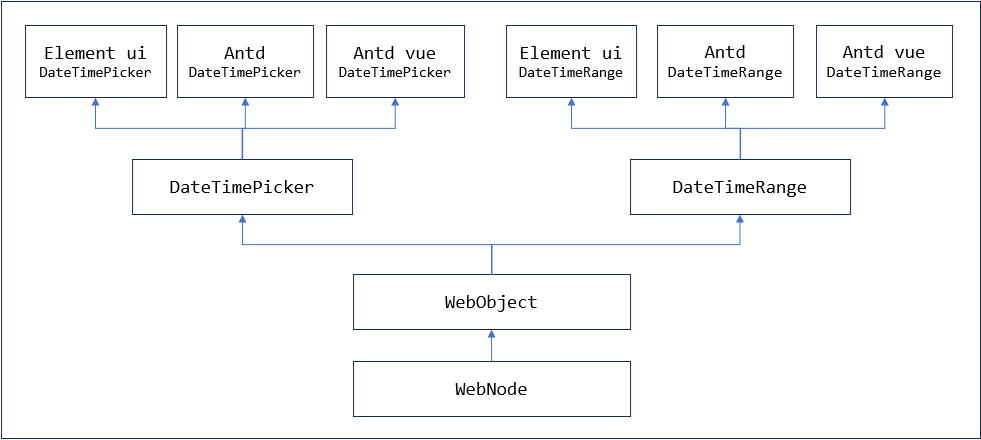 Element ui
DateTimePicker
Antd
DateTimePicker
Antd vue
DateTimePicker
Element ui
DateTimeRange
Antd
DateTimeRange
Antd vue
DateTimeRange
DateTimePicker
DateTimeRange
WebObject
WebNode